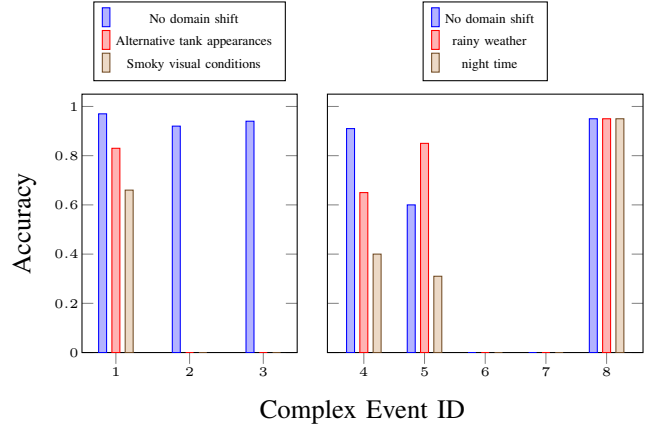 No domain shift
Alternative tank appearances
Smoky visual conditions
No domain shift
rainy weather
night time
1
0.8
0.6
0.4
0.2
0
Accuracy
1 2 3
4 5 6 7 8
Complex Event ID